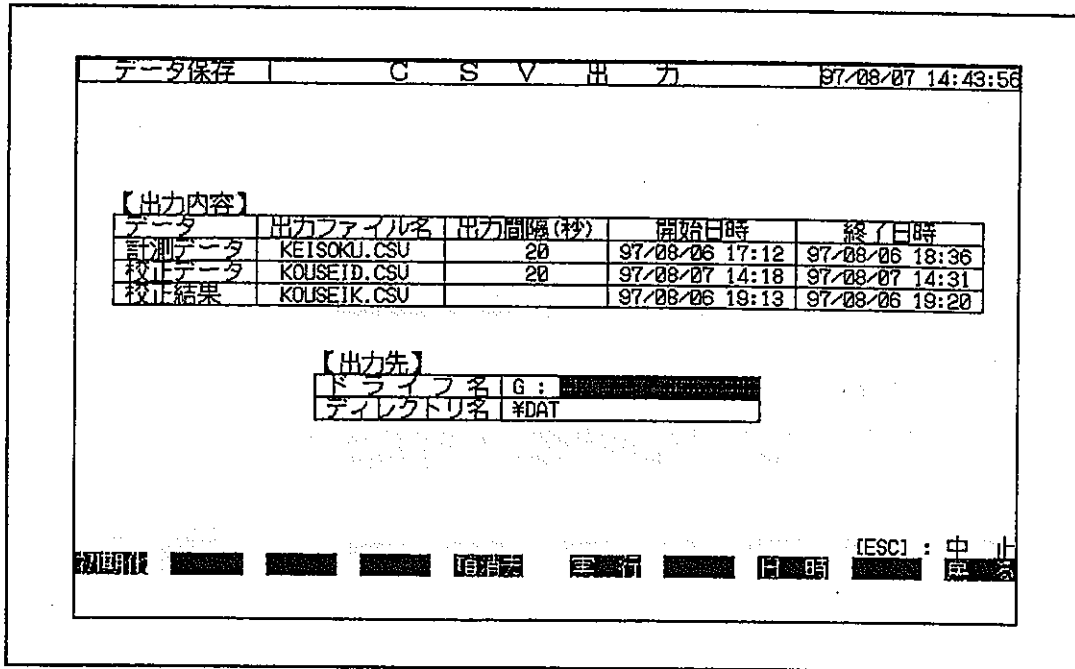 データ保存 CSV出力 97/08/07 14:43:56
【出力内容】
データ 出力ファイル名 出力間隔(秒) 開始日時 終了日時
計測データ KEISOKU.CSV 20 97/08/06 17:12 97/08/06 18:36
校正データ KOUSEID.CSV 20 97/08/07 14:18 97/08/07 14:31
校正結果 KOUSEIK.CSV 97/08/06 19:13 97/08/06 19:20
【出力先】
ドライブ名 G :
ディレクトリ名 ¥DAT
[ESC] : 中 止
初期化 項消去 実 行 日 時